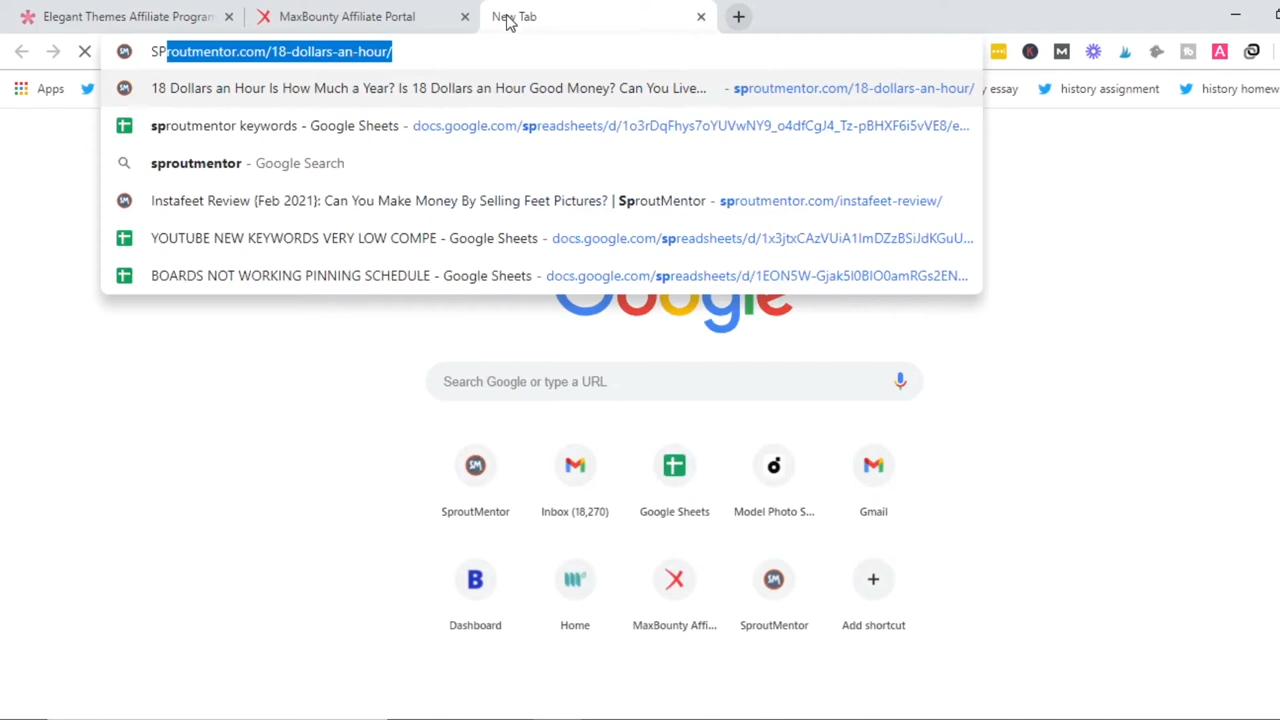 Elegant Themes Affiliate Program
MaxBounty Affiliate Portal
New Tab
SProutmentor.com/18-dollars-an-hour/
Apps
y essay
history assignment
history homew
18 Dollars an Hour Is How Much a Year? Is 18 Dollars an Hour Good Money? Can You Live... - sproutmentor.com/18-dollars-an-hour/
sproutmentor keywords - Google Sheets - docs.google.com/spreadsheets/d/1o3rDqFhys7oYUVwNY9_o4dfCgJ4_Tz-pBHXF6i5vVE8/e...
sproutmentor - Google Search
Instafeet Review {Feb 2021}: Can You Make Money By Selling Feet Pictures? | SproutMentor - sproutmentor.com/instafeet-review/
YOUTUBE NEW KEYWORDS VERY LOW COMPE - Google Sheets - docs.google.com/spreadsheets/d/1x3jtxCAzVUiA1lmDZzBSiJdKGuU...
BOARDS NOT WORKING PINNING SCHEDULE - Google Sheets - docs.google.com/spreadsheets/d/1EON5W-Gjak5l0BIO0amRGs2EN...
Google
Search Google or type a URL
SproutMentor
Inbox (18,270)
Google Sheets
Model Photo S...
Gmail
Dashboard
Home
MaxBounty Affi...
SproutMentor
Add shortcut